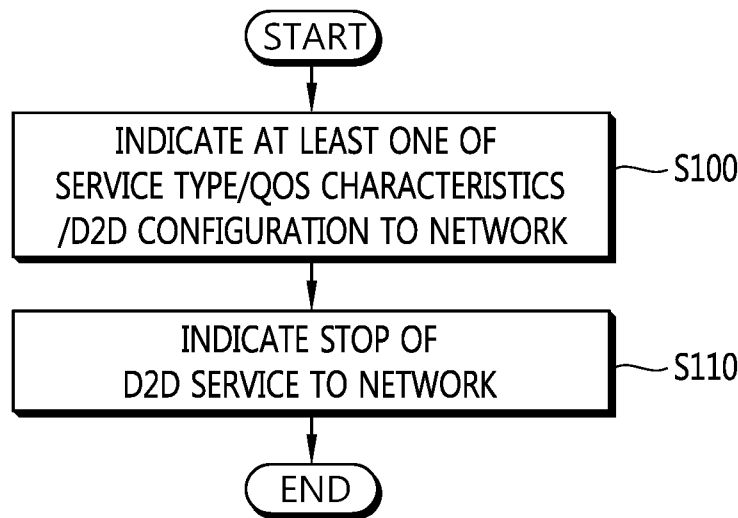 START
INDICATE AT LEAST ONE OF
SERVICE TYPE/QOS CHARACTERISTICS
/D2D CONFIGURATION TO NETWORK
S100
INDICATE STOP OF
D2D SERVICE TO NETWORK
S110
END